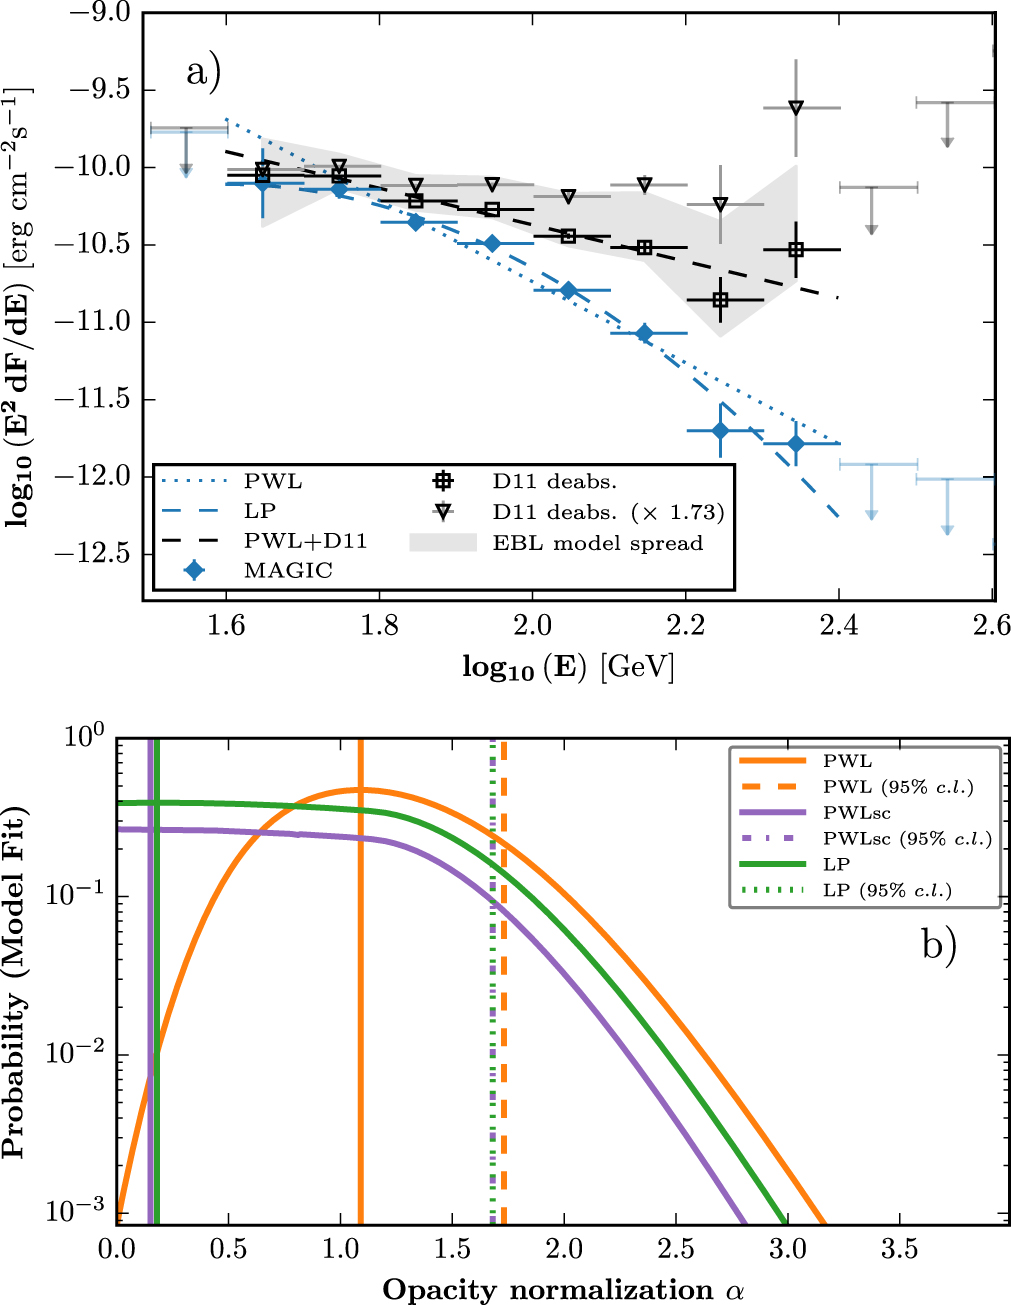 a)
−9.0
−9.5
−10.0
−10.5
−11.0
−11.5
−12.0
−12.5
log10 (E² dF/dE) [erg cm−2s−1]
PWL
LP
PWL+D11
MAGIC
D11 deabs.
D11 deabs. (× 1.73)
EBL model spread
1.6 1.8 2.0 2.2 2.4 2.6
log10 (E) [GeV]
b)
10⁰
10−1
10−2
10−3
Probability (Model Fit)
PWL
PWL (95% c.l.)
PWLsc
PWLsc (95% c.l.)
LP
LP (95% c.l.)
0.0 0.5 1.0 1.5 2.0 2.5 3.0 3.5
Opacity normalization α